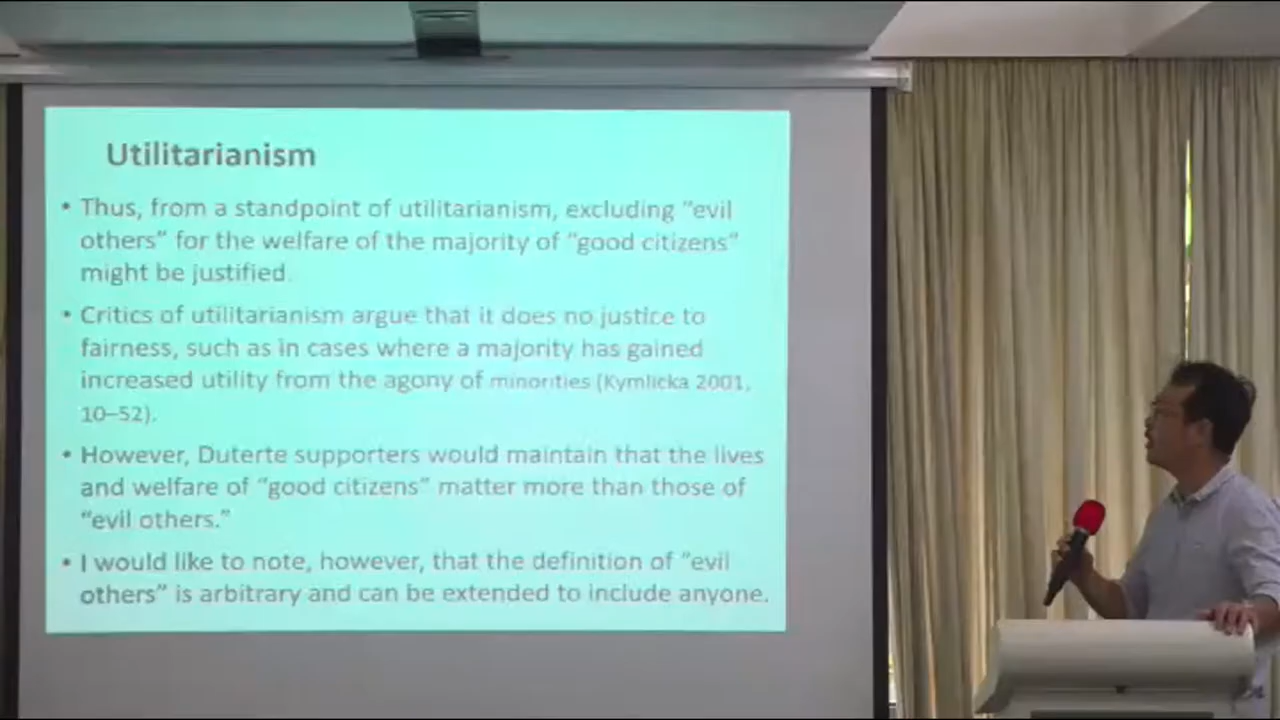 Utilitarianism
• Thus, from a standpoint of utilitarianism, excluding “evil
others” for the welfare of the majority of “good citizens”
might be justified.
• Critics of utilitarianism argue that it does no justice to
fairness, such as in cases where a majority has gained
increased utility from the agony of minorities (Kymlicka 2001,
10–52).
• However, Duterte supporters would maintain that the lives
and welfare of “good citizens” matter more than those of
“evil others.”
• I would like to note, however, that the definition of “evil
others” is arbitrary and can be extended to include anyone.